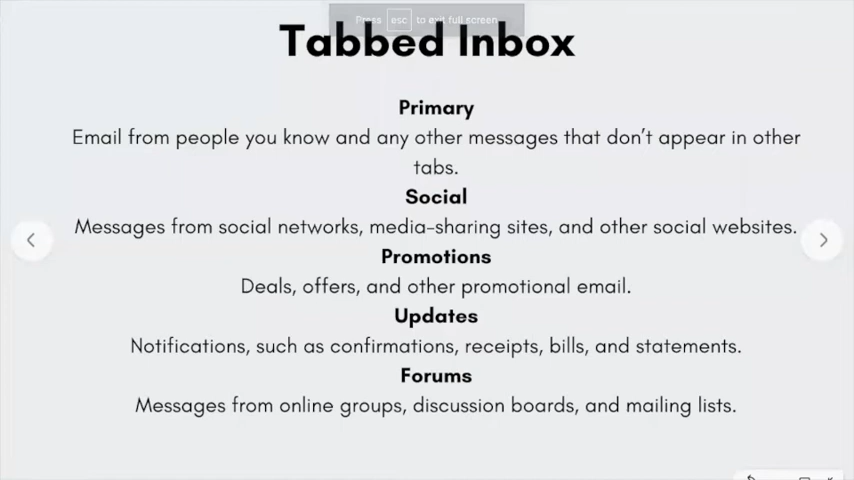 Press esc to exit full screen
Tabbed Inbox
Primary
Email from people you know and any other messages that don't appear in other
tabs.
Social
Messages from social networks, media-sharing sites, and other social websites.
Promotions
Deals, offers, and other promotional email.
Updates
Notifications, such as confirmations, receipts, bills, and statements.
Forums
Messages from online groups, discussion boards, and mailing lists.